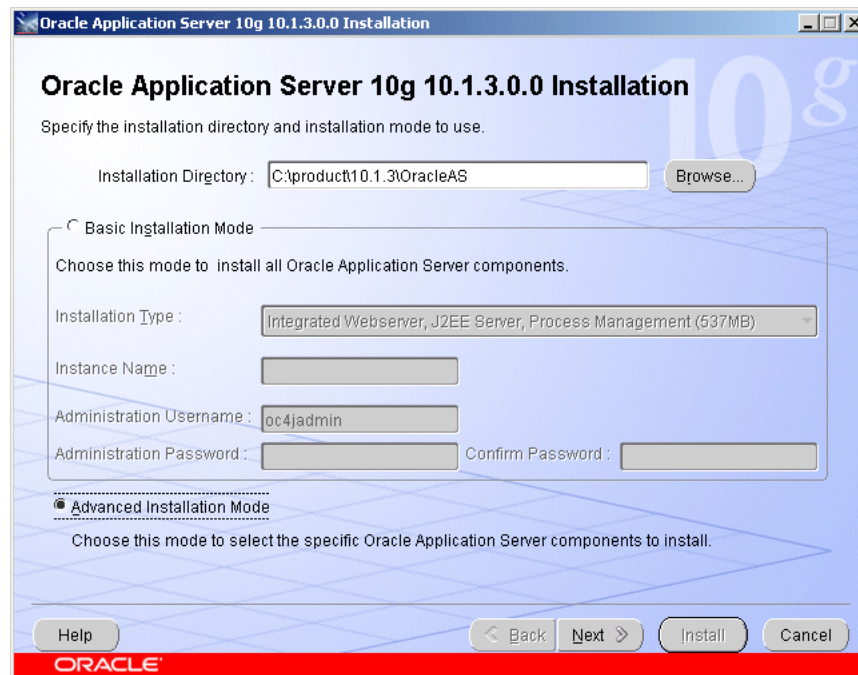 Oracle Application Server 10g 10.1.3.0.0 Installation
10g
Oracle Application Server 10g 10.1.3.0.0 Installation
Specify the installation directory and installation mode to use.
Installation Directory : C:\product\10.1.3\OracleAS Browse...
Basic Installation Mode
Choose this mode to install all Oracle Application Server components.
Installation Type : Integrated Webserver, J2EE Server, Process Management (537MB)
Instance Name :
Administration Username : oc4jadmin
Administration Password : Confirm Password :
Advanced Installation Mode
Choose this mode to select the specific Oracle Application Server components to install.
Help Back Next Install Cancel
ORACLE